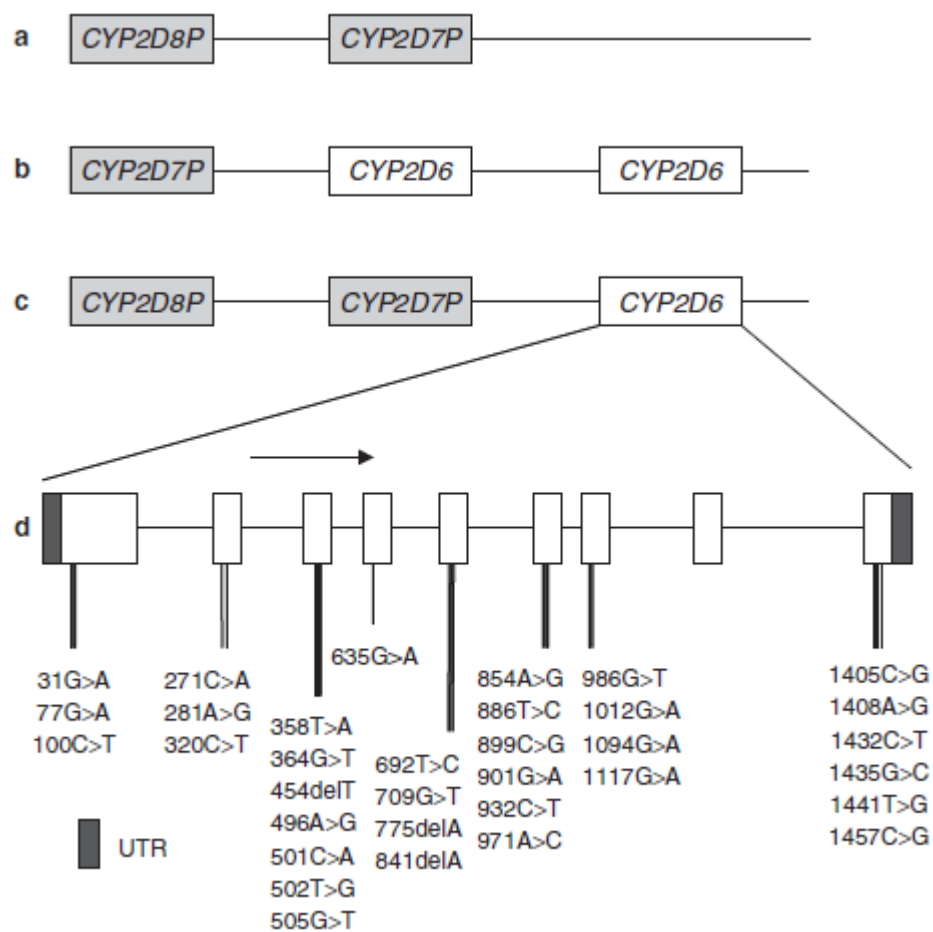 a CYP2D8P CYP2D7P
b CYP2D7P CYP2D6 CYP2D6
c CYP2D8P CYP2D7P CYP2D6
d
31G>A
77G>A
100C>T
271C>A
281A>G
320C>T
358T>A
364G>T
454delT
496A>G
501C>A
502T>G
505G>T
635G>A
692T>C
709G>T
775delA
841delA
854A>G
886T>C
899C>G
901G>A
932C>T
971A>C
986G>T
1012G>A
1094G>A
1117G>A
1405C>G
1408A>G
1432C>T
1435G>C
1441T>G
1457C>G
UTR